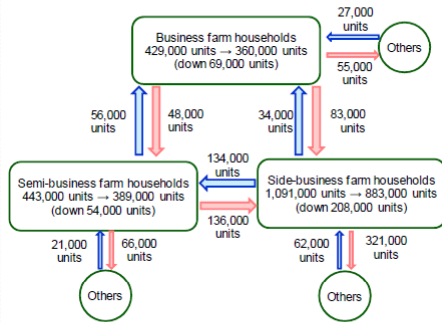 27,000
units
Business farm households
429,000 units → 360,000 units
(down 69,000 units)
Others
55,000
units
56,000
units
48,000
units
34,000
units
83,000
units
134,000
units
Semi-business farm households
443,000 units → 389,000 units
(down 54,000 units)
Side-business farm households
1,091,000 units → 883,000 units
(down 208,000 units)
136,000
units
21,000
units
66,000
units
62,000
units
321,000
units
Others
Others